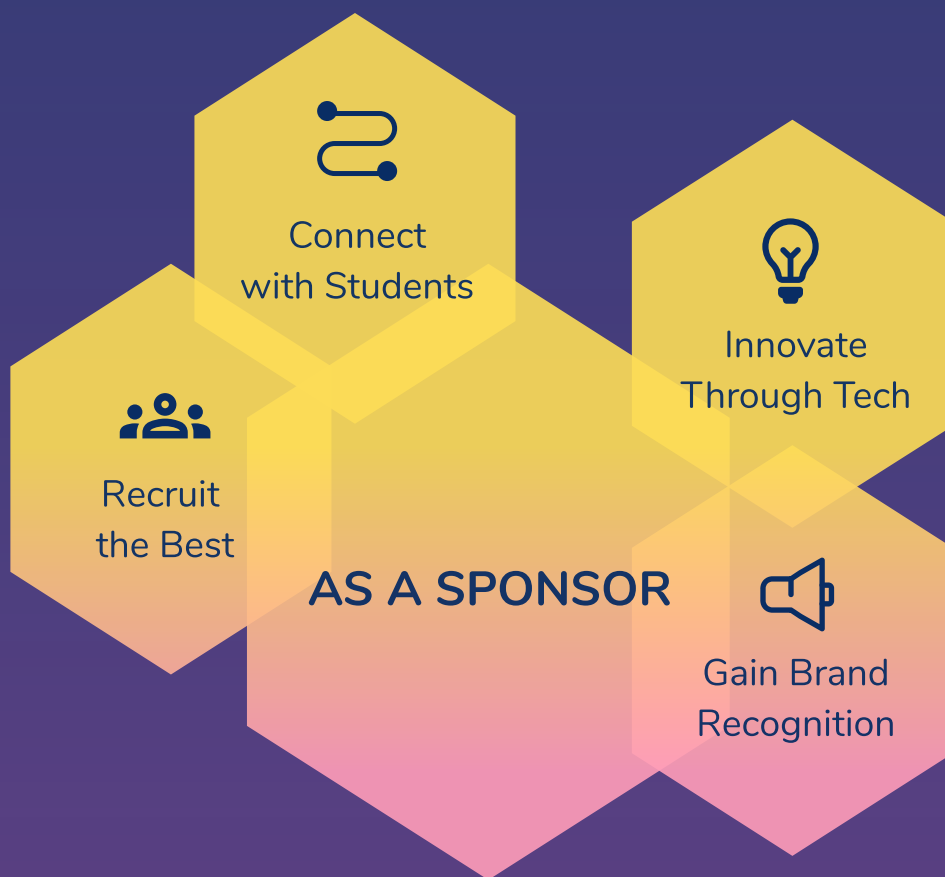 Connect
with Students
Innovate
Through Tech
Recruit
the Best
AS A SPONSOR
Gain Brand
Recognition